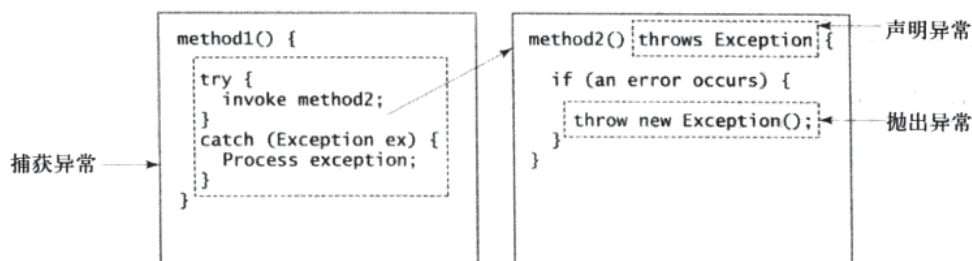 捕获异常
method1() {
try {
invoke method2;
}
catch (Exception ex) {
Process exception;
}
}
method2() throws Exception {
if (an error occurs) {
throw new Exception();
}
}
声明异常
抛出异常